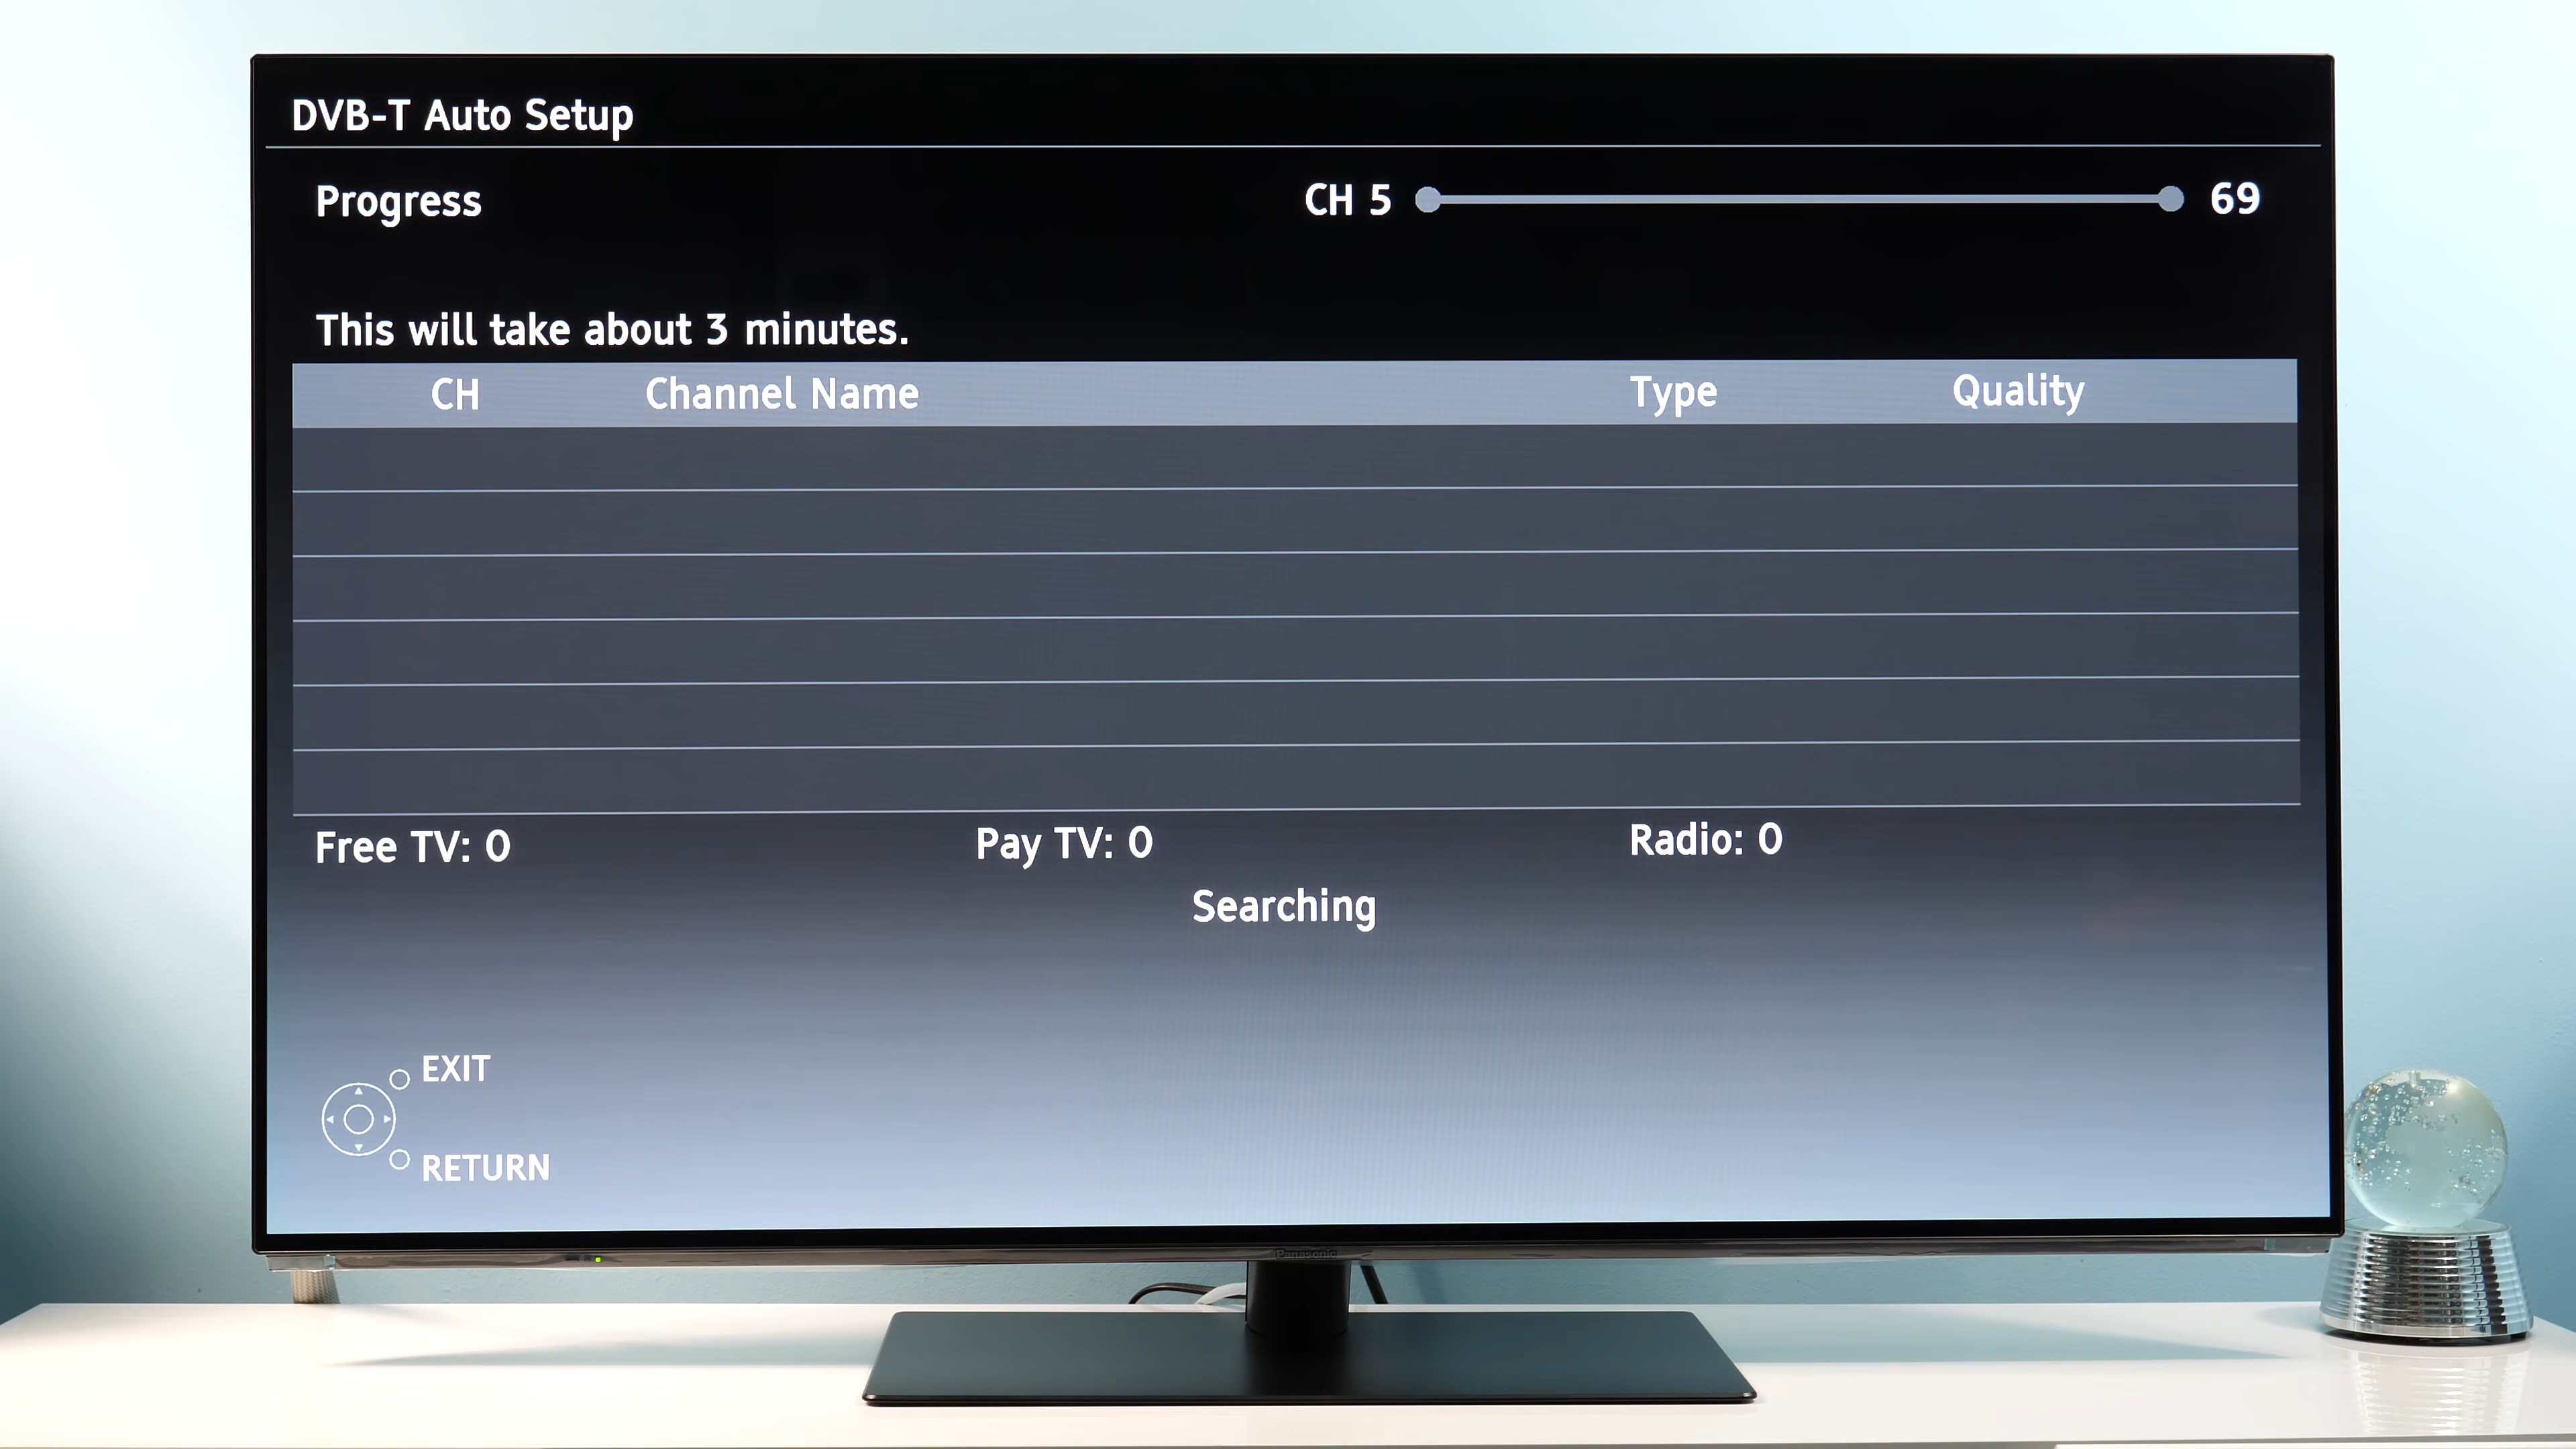 DVB-T Auto Setup
Progress CH 5 69
This will take about 3 minutes.
CH Channel Name Type Quality
Free TV: 0 Pay TV: 0 Radio: 0
Searching
EXIT
RETURN
Panasonic